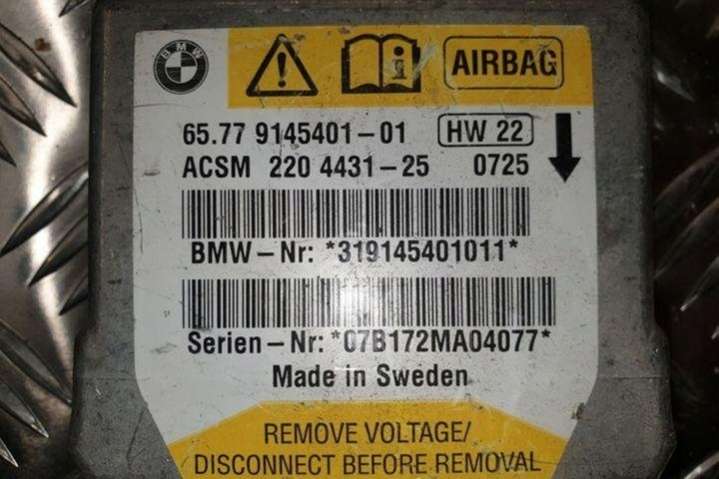 BMW
AIRBAG
65.77 9145401-01 HW 22
ACSM 220 4431-25 0725
BMW-Nr: *319145401011*
Serien-Nr: *07B172MA04077*
Made in Sweden
REMOVE VOLTAGE/
DISCONNECT BEFORE REMOVAL